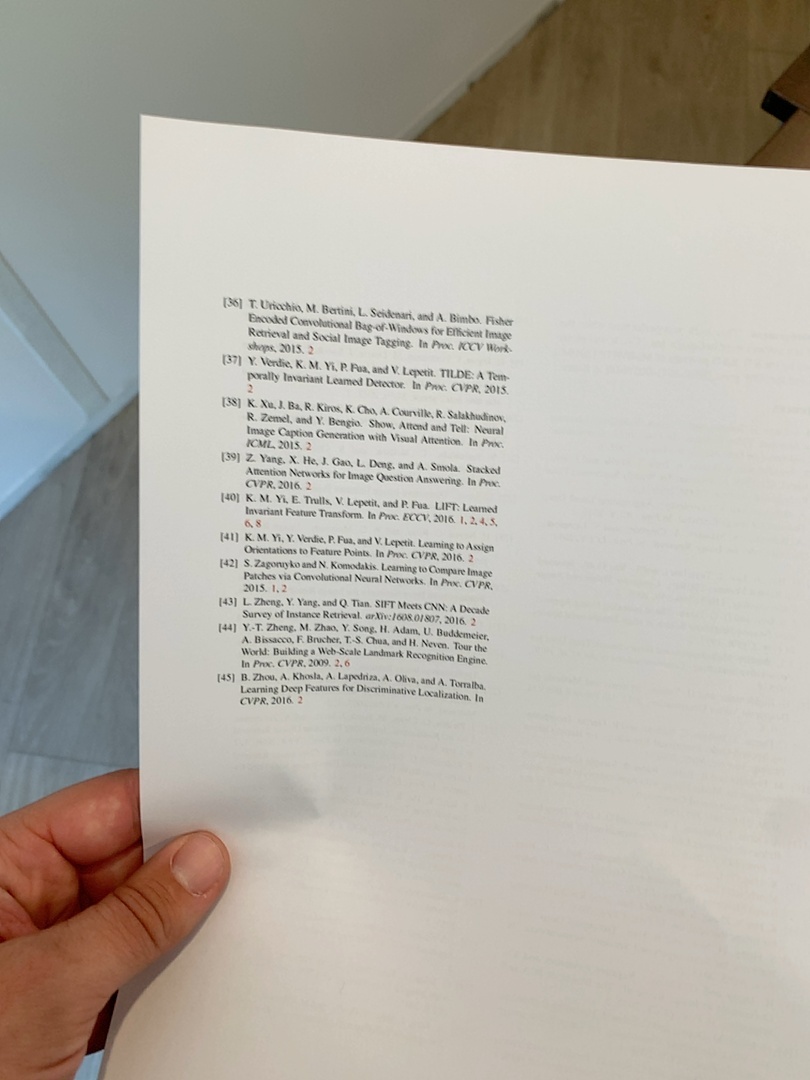 [36] T. Uricchio, M. Bertini, L. Seidenari, and A. Bimbo. Fisher
Encoded Convolutional Bag-of-Windows for Efficient Image
Retrieval and Social Image Tagging. In Proc. ICCV Work-
shops, 2015. 2
[37] Y. Verdie, K. M. Yi, P. Fua, and V. Lepetit. TILDE: A Tem-
porally Invariant Learned Detector. In Proc. CVPR, 2015.
2
[38] K. Xu, J. Ba, R. Kiros, K. Cho, A. Courville, R. Salakhudinov,
R. Zemel, and Y. Bengio. Show, Attend and Tell: Neural
Image Caption Generation with Visual Attention. In Proc.
ICML, 2015. 2
[39] Z. Yang, X. He, J. Gao, L. Deng, and A. Smola. Stacked
Attention Networks for Image Question Answering. In Proc.
CVPR, 2016. 2
[40] K. M. Yi, E. Trulls, V. Lepetit, and P. Fua. LIFT: Learned
Invariant Feature Transform. In Proc. ECCV, 2016. 1, 2, 4, 5,
6, 8
[41] K. M. Yi, Y. Verdie, P. Fua, and V. Lepetit. Learning to Assign
Orientations to Feature Points. In Proc. CVPR, 2016. 2
[42] S. Zagoruyko and N. Komodakis. Learning to Compare Image
Patches via Convolutional Neural Networks. In Proc. CVPR,
2015. 1, 2
[43] L. Zheng, Y. Yang, and Q. Tian. SIFT Meets CNN: A Decade
Survey of Instance Retrieval. arXiv:1608.01807, 2016. 2
[44] Y.-T. Zheng, M. Zhao, Y. Song, H. Adam, U. Buddemeier,
A. Bissacco, F. Brucher, T.-S. Chua, and H. Neven. Tour the
World: Building a Web-Scale Landmark Recognition Engine.
In Proc. CVPR, 2009. 2, 6
[45] B. Zhou, A. Khosla, A. Lapedriza, A. Oliva, and A. Torralba.
Learning Deep Features for Discriminative Localization. In
CVPR, 2016. 2